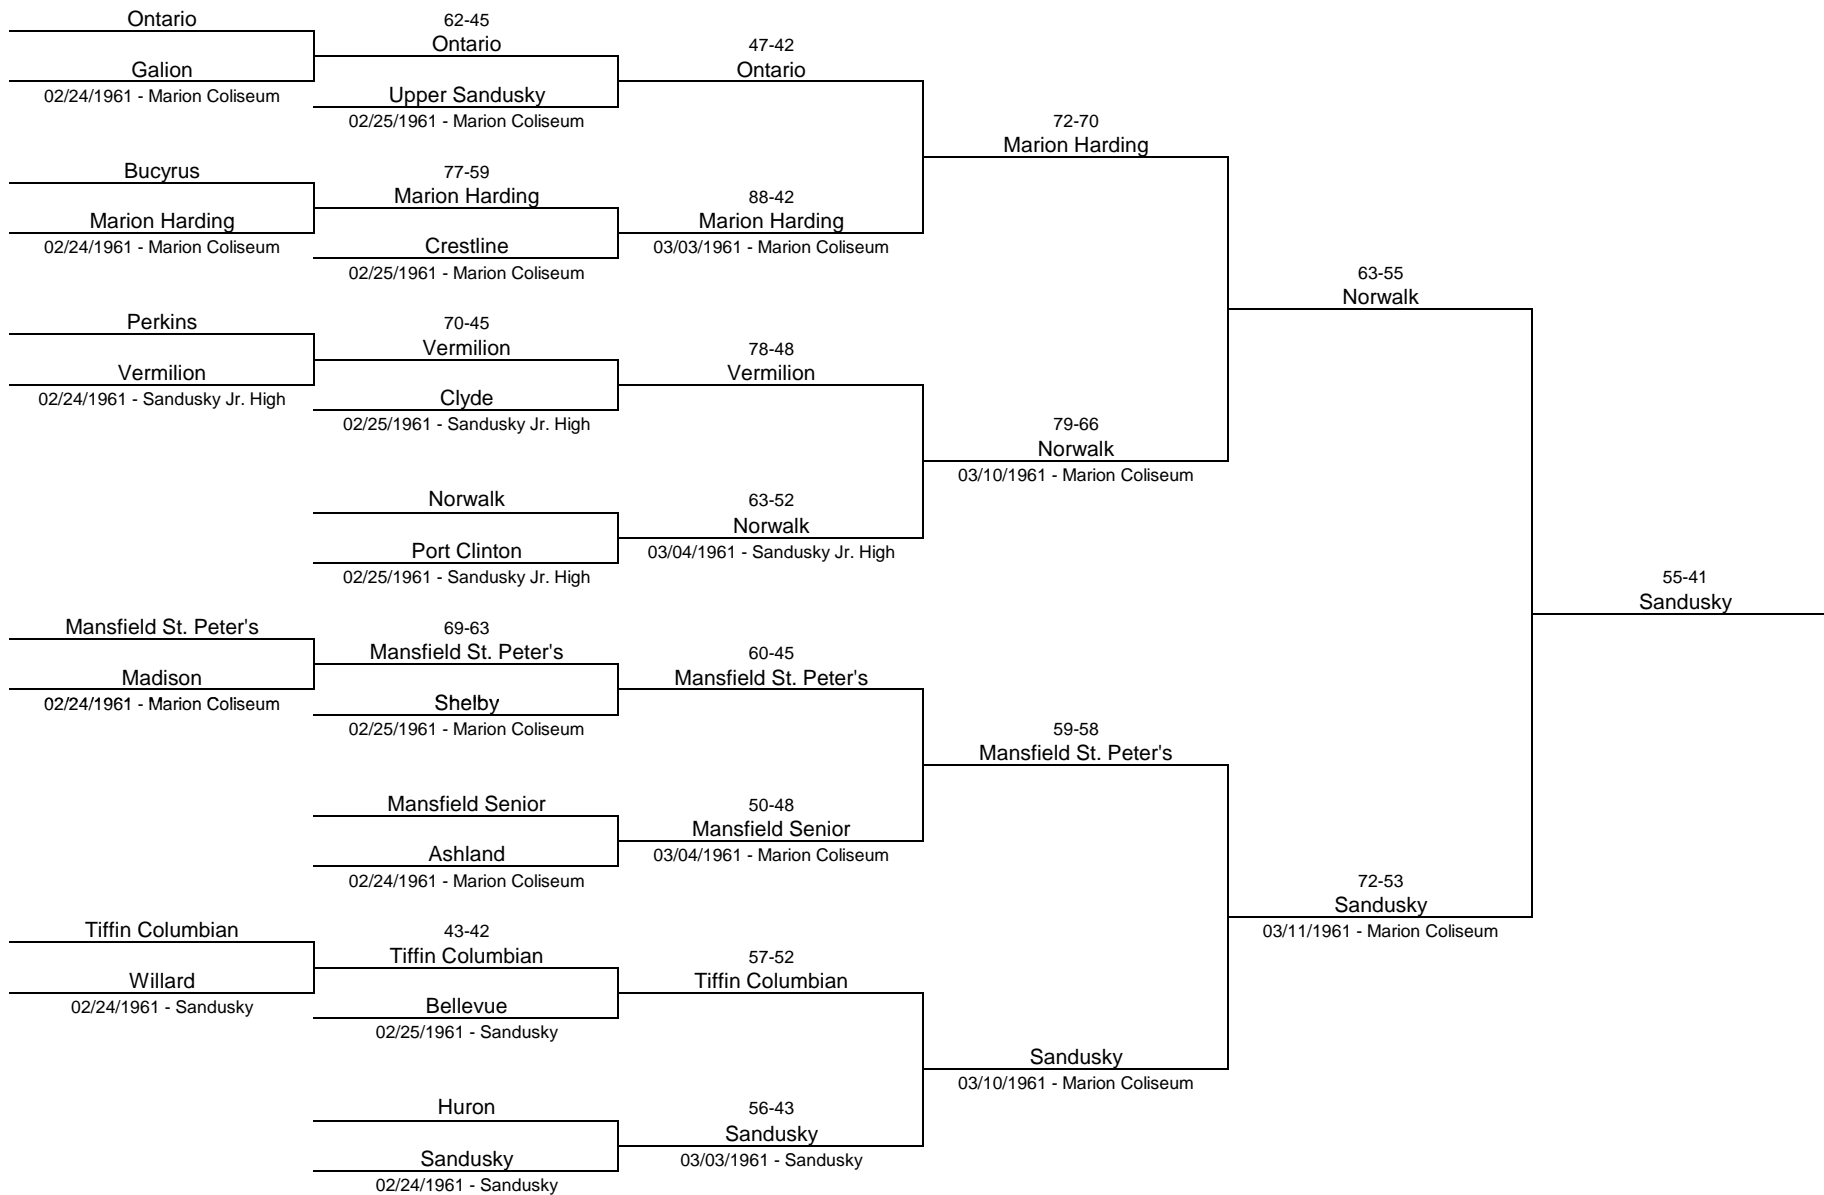 Ontario
Galion
02/24/1961 - Marion Coliseum
Bucyrus
Marion Harding
02/24/1961 - Marion Coliseum
Perkins
Vermilion
02/24/1961 - Sandusky Jr. High
Mansfield St. Peter's
Madison
02/24/1961 - Marion Coliseum
Tiffin Columbian
Willard
02/24/1961 - Sandusky
62-45
Ontario
Upper Sandusky
02/25/1961 - Marion Coliseum
77-59
Marion Harding
Crestline
02/25/1961 - Marion Coliseum
70-45
Vermilion
Clyde
02/25/1961 - Sandusky Jr. High
Norwalk
Port Clinton
02/25/1961 - Sandusky Jr. High
69-63
Mansfield St. Peter's
Shelby
02/25/1961 - Marion Coliseum
Mansfield Senior
Ashland
02/24/1961 - Marion Coliseum
43-42
Tiffin Columbian
Bellevue
02/25/1961 - Sandusky
Huron
Sandusky
02/24/1961 - Sandusky
47-42
Ontario
88-42
Marion Harding
03/03/1961 - Marion Coliseum
78-48
Vermilion
63-52
Norwalk
03/04/1961 - Sandusky Jr. High
60-45
Mansfield St. Peter's
50-48
Mansfield Senior
03/04/1961 - Marion Coliseum
57-52
Tiffin Columbian
56-43
Sandusky
03/03/1961 - Sandusky
72-70
Marion Harding
79-66
Norwalk
03/10/1961 - Marion Coliseum
59-58
Mansfield St. Peter's
Sandusky
03/10/1961 - Marion Coliseum
63-55
Norwalk
72-53
Sandusky
03/11/1961 - Marion Coliseum
55-41
Sandusky